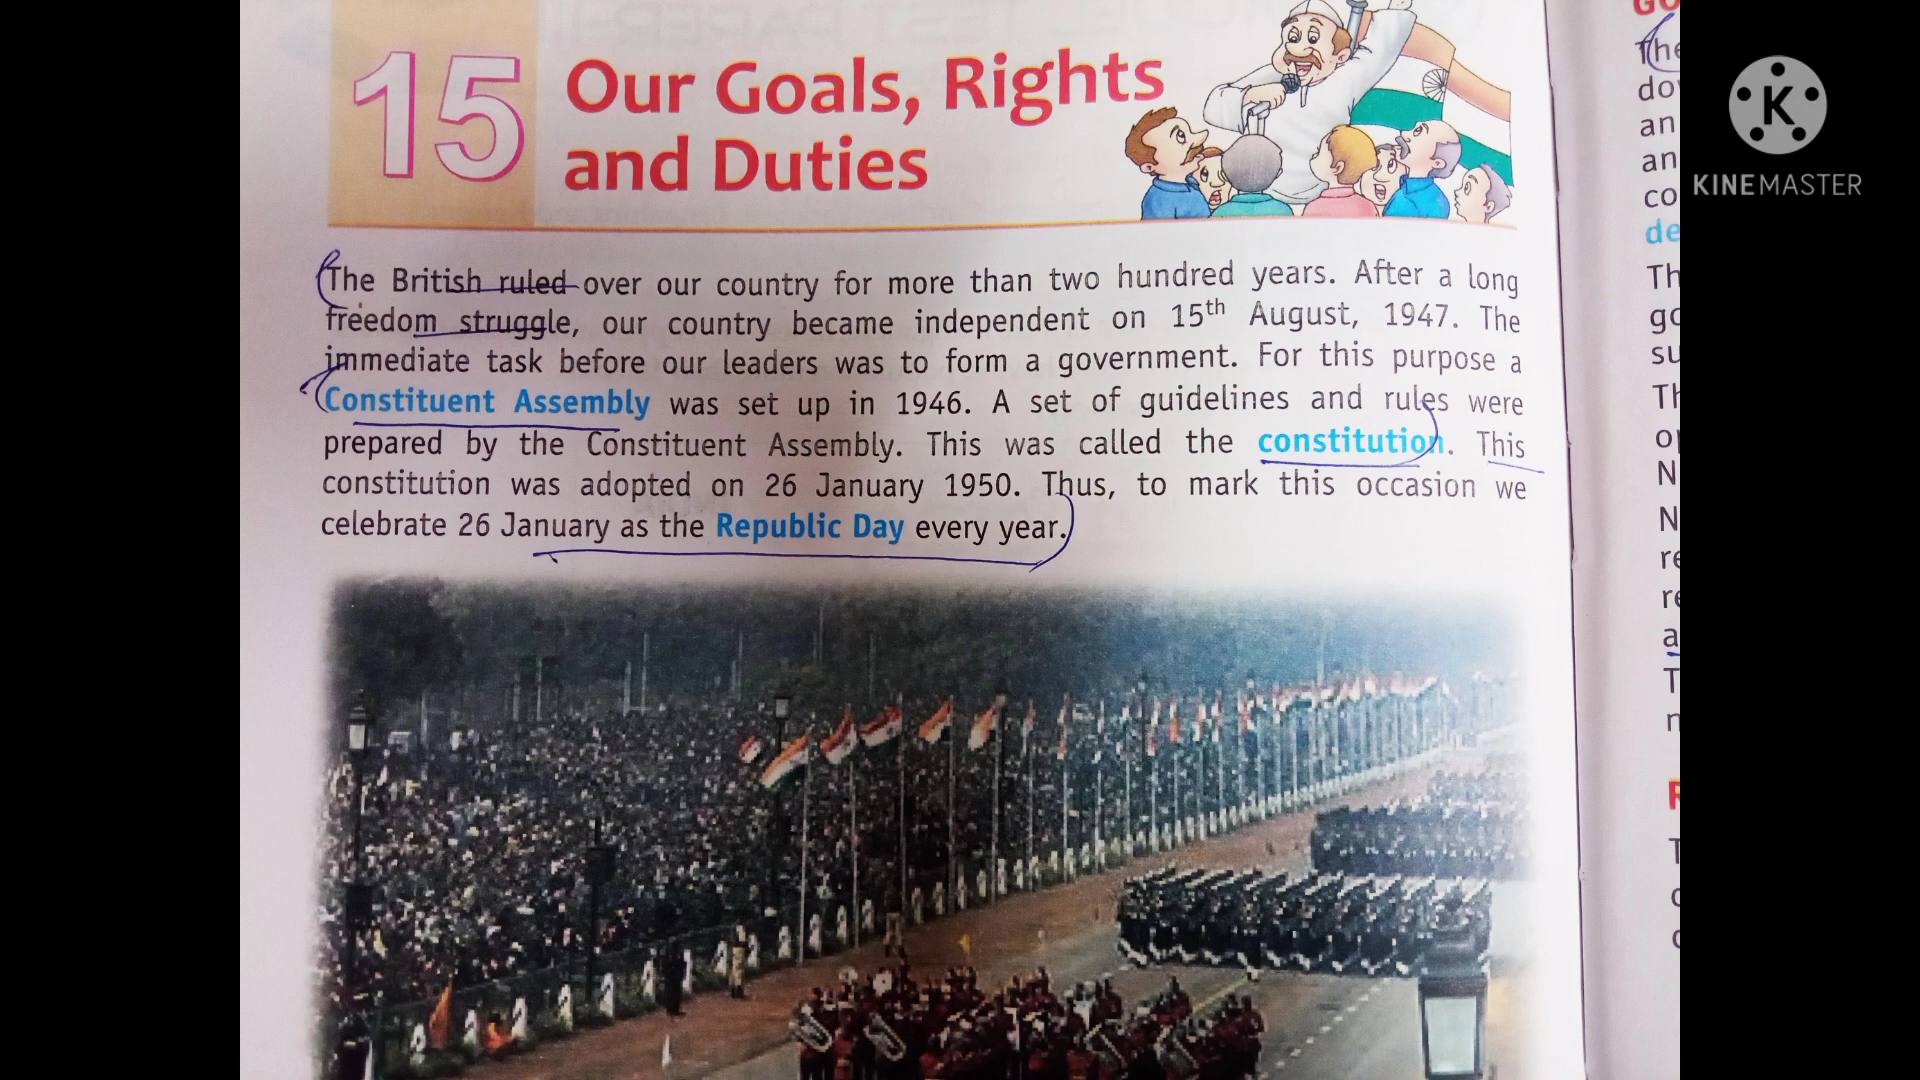 15
Our Goals, Rights
and Duties
The British ruled over our country for more than two hundred years. After a long
freedom struggle, our country became independent on 15th August, 1947. The
immediate task before our leaders was to form a government. For this purpose a
Constituent Assembly was set up in 1946. A set of guidelines and rules were
prepared by the Constituent Assembly. This was called the constitution. This
constitution was adopted on 26 January 1950. Thus, to mark this occasion we
celebrate 26 January as the Republic Day every year.
K
KINEMASTER